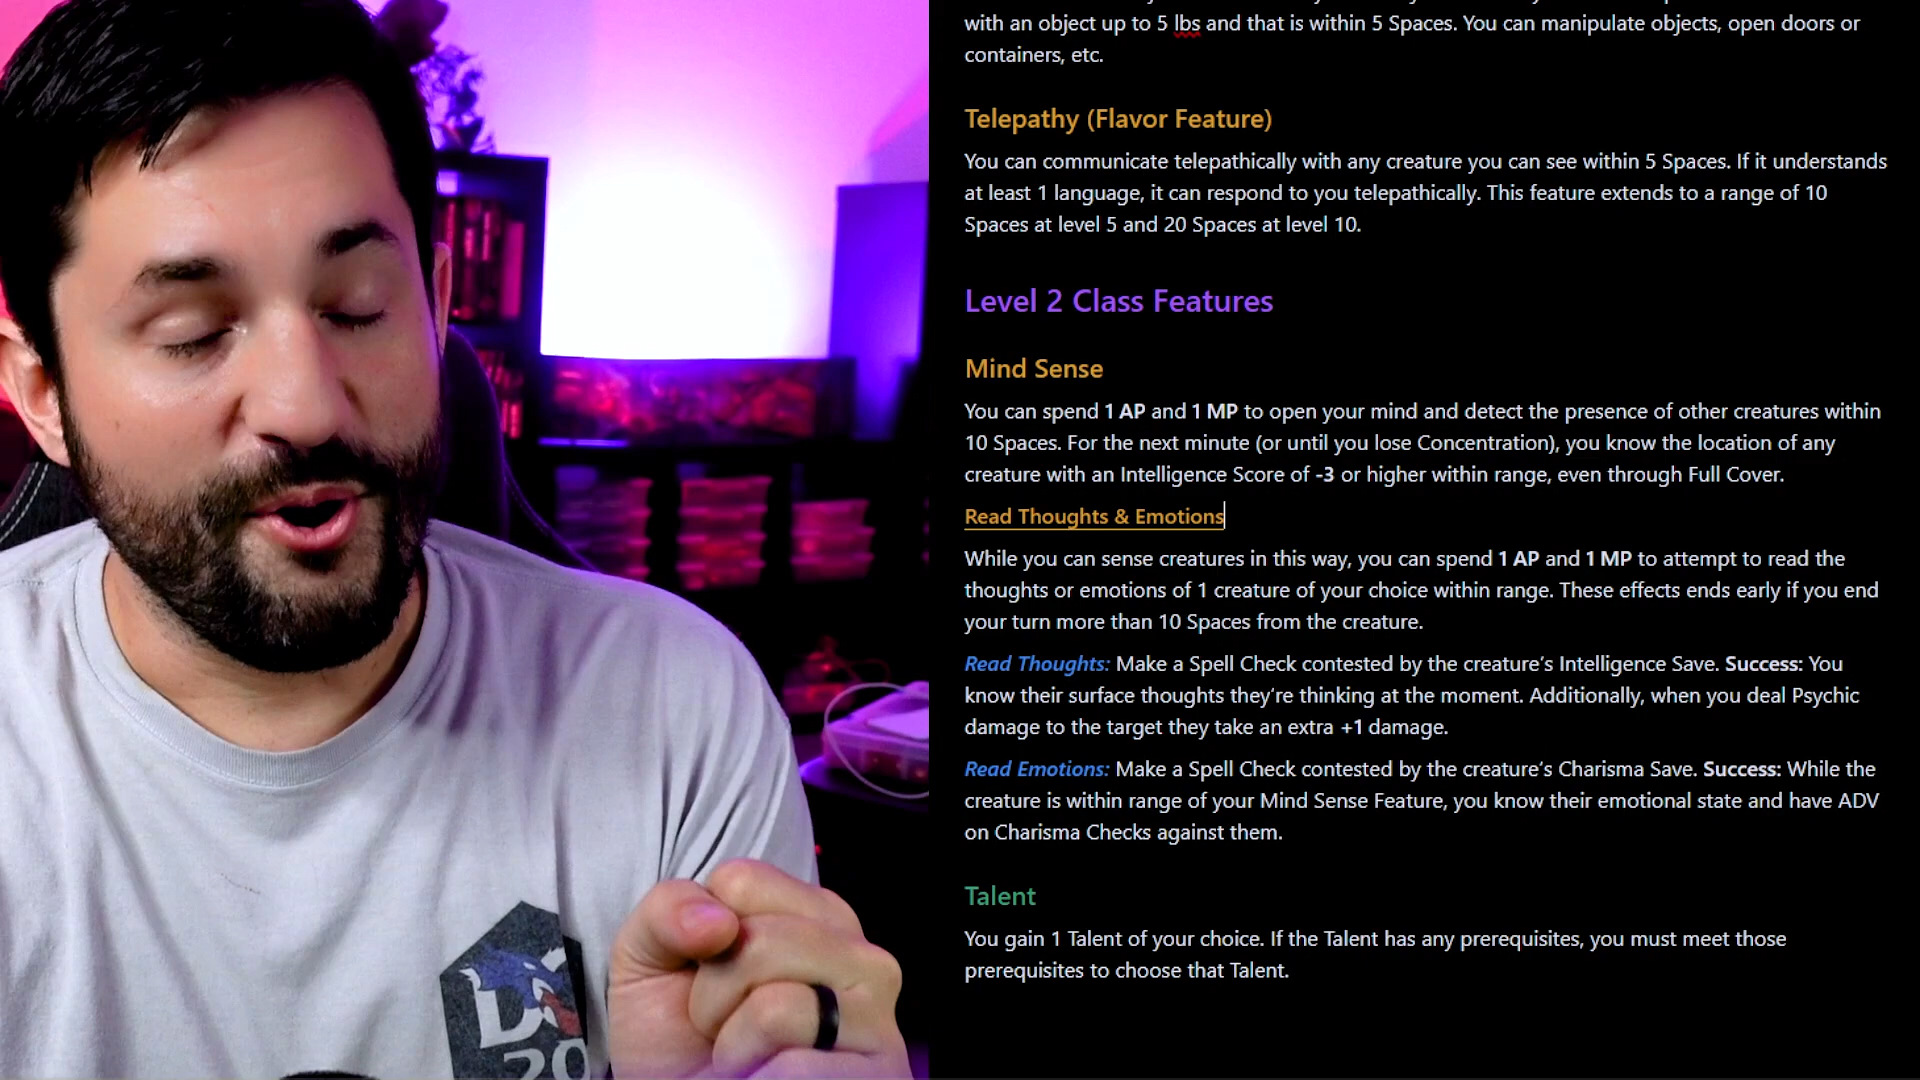 with an object up to 5 lbs and that is within 5 Spaces. You can manipulate objects, open doors or
containers, etc.
Telepathy (Flavor Feature)
You can communicate telepathically with any creature you can see within 5 Spaces. If it understands
at least 1 language, it can respond to you telepathically. This feature extends to a range of 10
Spaces at level 5 and 20 Spaces at level 10.
Level 2 Class Features
Mind Sense
You can spend 1 AP and 1 MP to open your mind and detect the presence of other creatures within
10 Spaces. For the next minute (or until you lose Concentration), you know the location of any
creature with an Intelligence Score of -3 or higher within range, even through Full Cover.
Read Thoughts & Emotions
While you can sense creatures in this way, you can spend 1 AP and 1 MP to attempt to read the
thoughts or emotions of 1 creature of your choice within range. These effects ends early if you end
your turn more than 10 Spaces from the creature.
Read Thoughts: Make a Spell Check contested by the creature's Intelligence Save. Success: You
know their surface thoughts they're thinking at the moment. Additionally, when you deal Psychic
damage to the target they take an extra +1 damage.
Read Emotions: Make a Spell Check contested by the creature's Charisma Save. Success: While the
creature is within range of your Mind Sense Feature, you know their emotional state and have ADV
on Charisma Checks against them.
Talent
You gain 1 Talent of your choice. If the Talent has any prerequisites, you must meet those
prerequisites to choose that Talent.
20